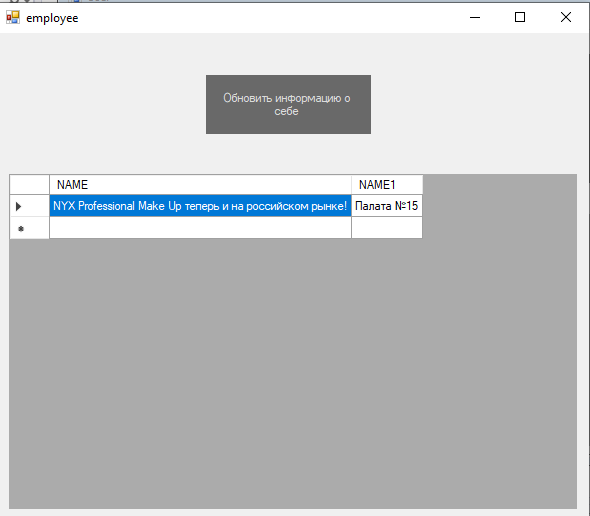 employee
Обновить информацию о
себе
NAME NAME1
NYX Professional Make Up теперь и на российском рынке! Палата №15